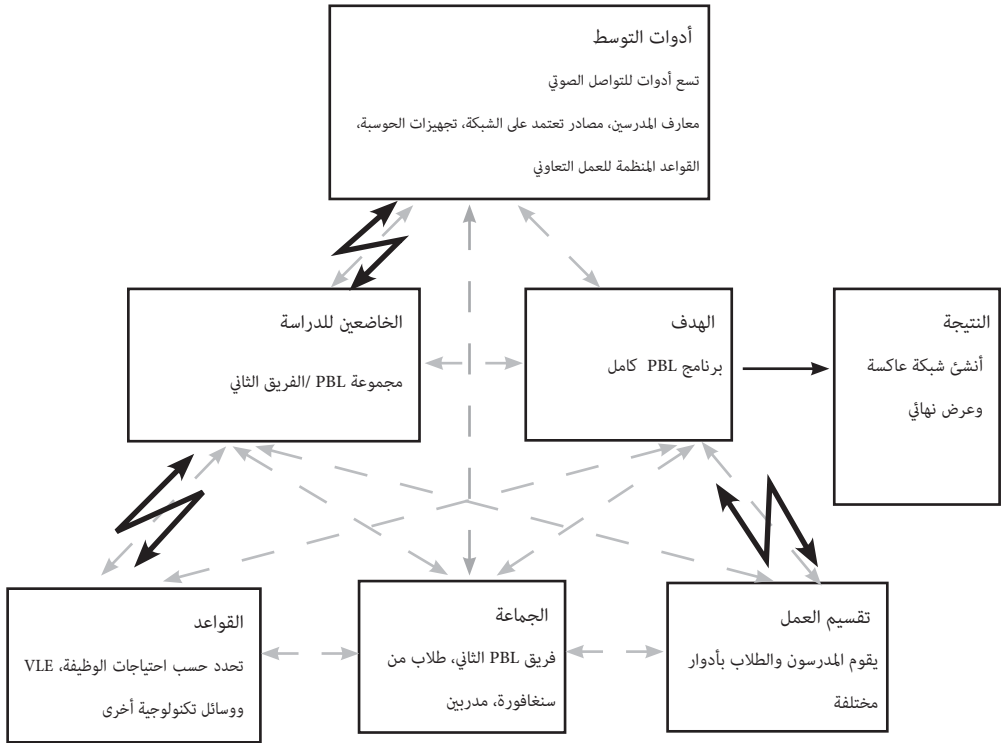 أدوات التوسط
تسع أدوات للتواصل الصوتي
معارف المدرسين، مصادر تعتمد على الشبكة، تجهيزات الحوسبة،
القواعد المنظمة للعمل التعاوني
الخاضعين للدراسة
مجموعة PBL /الفريق الثاني
الهدف
برنامج PBL كامل
النتيجة
أنشئ شبكة عاكسة
وعرض نهائي
القواعد
تحدد حسب احتياجات الوظيفة، VLE
ووسائل تكنولوجية أخرى
الجماعة
فريق PBL الثاني، طلاب من
سنغافورة، مدربين
تقسيم العمل
يقوم المدرسون والطلاب بأدوار
مختلفة